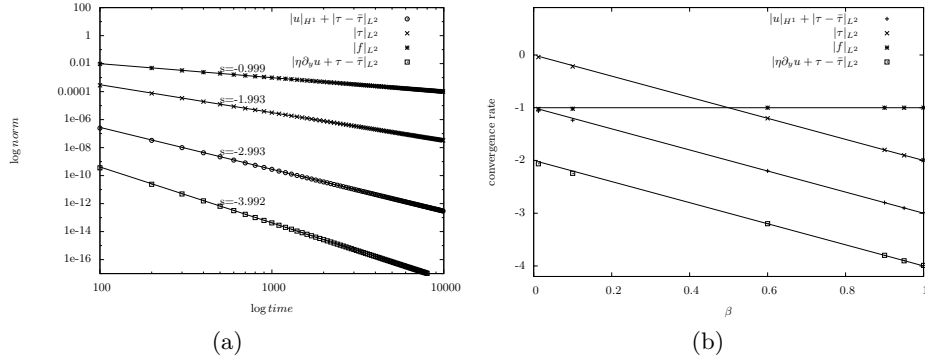 100
1
0.01
0.0001
1e-06
1e-08
1e-10
1e-12
1e-14
1e-16
100
1000
10000
log norm
log time
|u|_{H^1} + |τ − τ̄|_{L^2}
|τ|_{L^2}
|f|_{L^2}
|η∂_y u + τ − τ̄|_{L^2}
s=-0.999
s=-1.993
s=-2.993
s=-3.992
(a)
0
-1
-2
-3
-4
0
0.2
0.4
0.6
0.8
1
convergence rate
β
|u|_{H^1} + |τ − τ̄|_{L^2}
|τ|_{L^2}
|f|_{L^2}
|η∂_y u + τ − τ̄|_{L^2}
(b)